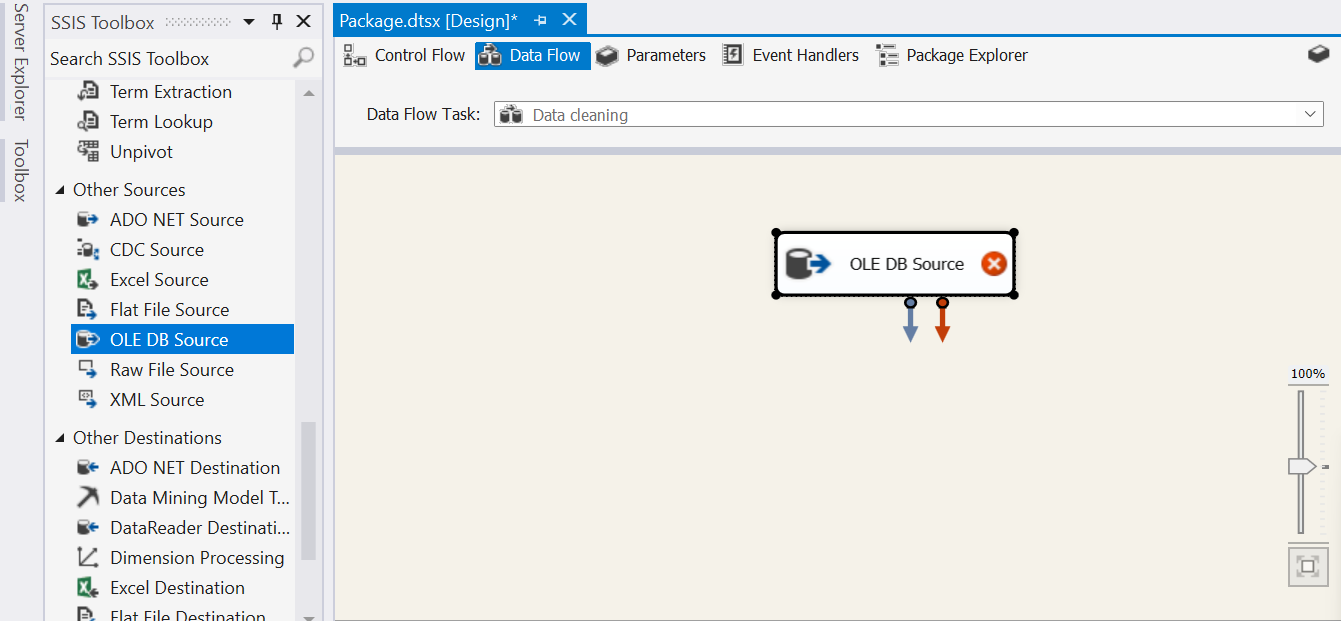 Server Explorer
Toolbox
SSIS Toolbox
Search SSIS Toolbox
Term Extraction
Term Lookup
Unpivot
Other Sources
ADO NET Source
CDC Source
Excel Source
Flat File Source
OLE DB Source
Raw File Source
XML Source
Other Destinations
ADO NET Destination
Data Mining Model T...
DataReader Destinati...
Dimension Processing
Excel Destination
Flat File Destination
Package.dtsx [Design]*
Control Flow Data Flow Parameters Event Handlers Package Explorer
Data Flow Task: Data cleaning
OLE DB Source
100%